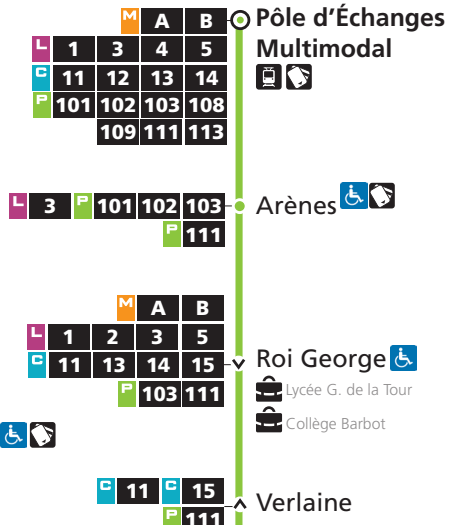 M A B
Pôle d’Échanges
Multimodal
L 1 3 4 5
C 11 12 13 14
P 101 102 103 108
109 111 113
L 3 P 101 102 103
Arènes
P 111
M A B
L 1 2 3 5
C 11 13 14 15
Roi George
P 103 111
Lycée G. de la Tour
Collège Barbot
C 11 C 15
Verlaine
P 111